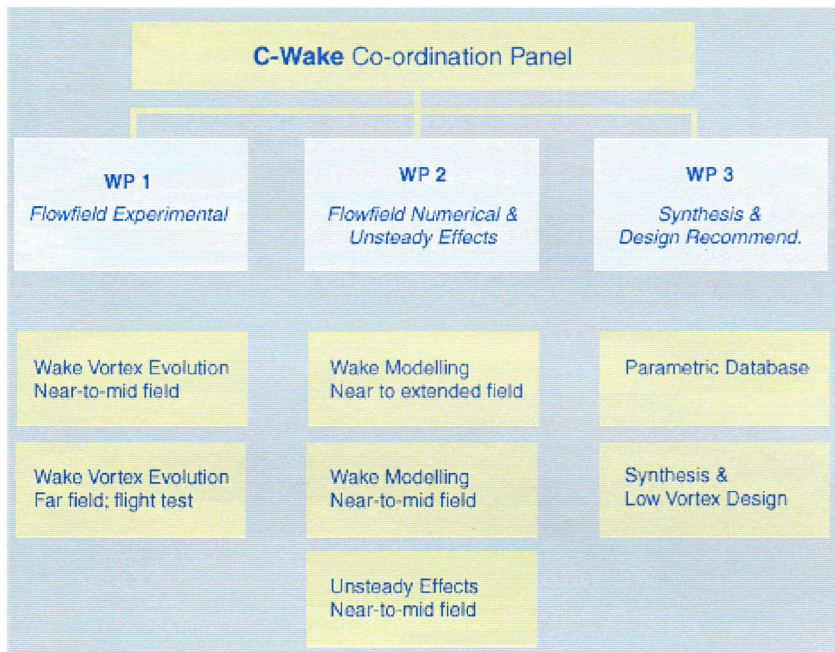 C-Wake Co-ordination Panel
WP 1
Flowfield Experimental
WP 2
Flowfield Numerical &
Unsteady Effects
WP 3
Synthesis &
Design Recommend.
Wake Vortex Evolution
Near-to-mid field
Wake Vortex Evolution
Far field; flight test
Wake Modelling
Near to extended field
Wake Modelling
Near-to-mid field
Unsteady Effects
Near-to-mid field
Parametric Database
Synthesis &
Low Vortex Design